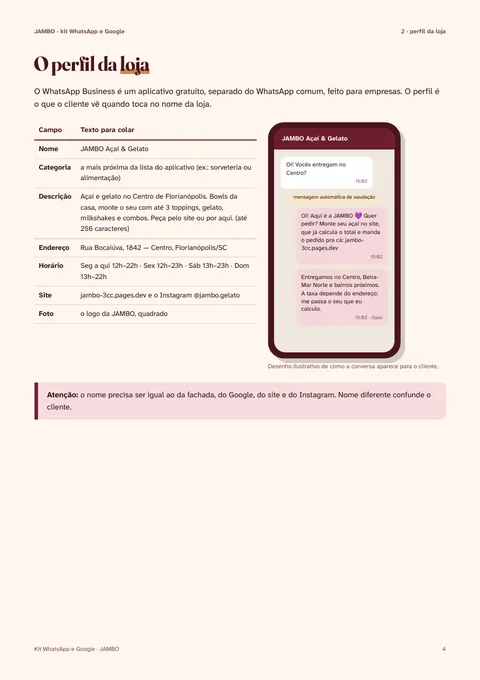 JAMBO · kit WhatsApp e Google
2 · perfil da loja
O perfil da loja
O WhatsApp Business é um aplicativo gratuito, separado do WhatsApp comum, feito para empresas. O perfil é
o que o cliente vê quando toca no nome da loja.
Campo Texto para colar
Nome JAMBO Açaí & Gelato
Categoria a mais próxima da lista do aplicativo (ex.: sorveteria ou
alimentação)
Descrição Açaí e gelato no Centro de Florianópolis. Bowls da
casa, monte o seu com até 3 toppings, gelato,
milkshakes e combos. Peça pelo site ou por aqui. (até
256 caracteres)
Endereço Rua Bocaiúva, 1842 — Centro, Florianópolis/SC
Horário Seg a qui 12h–22h · Sex 12h–23h · Sáb 13h–23h · Dom
13h–22h
Site jambo-3cc.pages.dev e o Instagram @jambo.gelato
Foto o logo da JAMBO, quadrado
JAMBO Açaí & Gelato
Oi! Vocês entregam no
Centro?
15:02
mensagem automática de saudação
Oi! Aqui é a JAMBO 💜 Quer
pedir? Monte seu açaí no site,
que já calcula o total e manda
o pedido pra cá: jambo-
3cc.pages.dev
15:02
Entregamos no Centro, Beira-
Mar Norte e bairros próximos.
A taxa depende do endereço:
me passa o seu que eu
calculo.
15:03 · /taxa
Desenho ilustrativo de como a conversa aparece para o cliente.
Atenção: o nome precisa ser igual ao da fachada, do Google, do site e do Instagram. Nome diferente confunde o
cliente.
Kit WhatsApp e Google · JAMBO
4